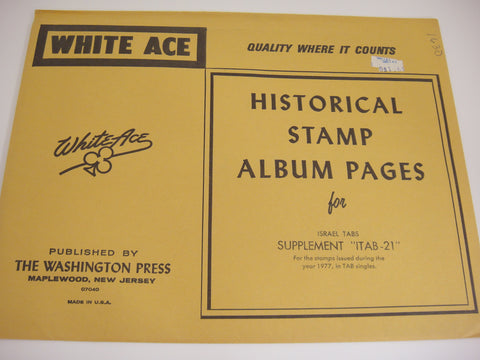 WHITE ACE
QUALITY WHERE IT COUNTS
HISTORICAL
STAMP
ALBUM PAGES
for
ISRAEL TABS
SUPPLEMENT "ITAB-21"
For the stamps issued during the
year 1977, in TAB singles.
White Ace
PUBLISHED BY
THE WASHINGTON PRESS
MAPLEWOOD, NEW JERSEY
07040
MADE IN U.S.A.